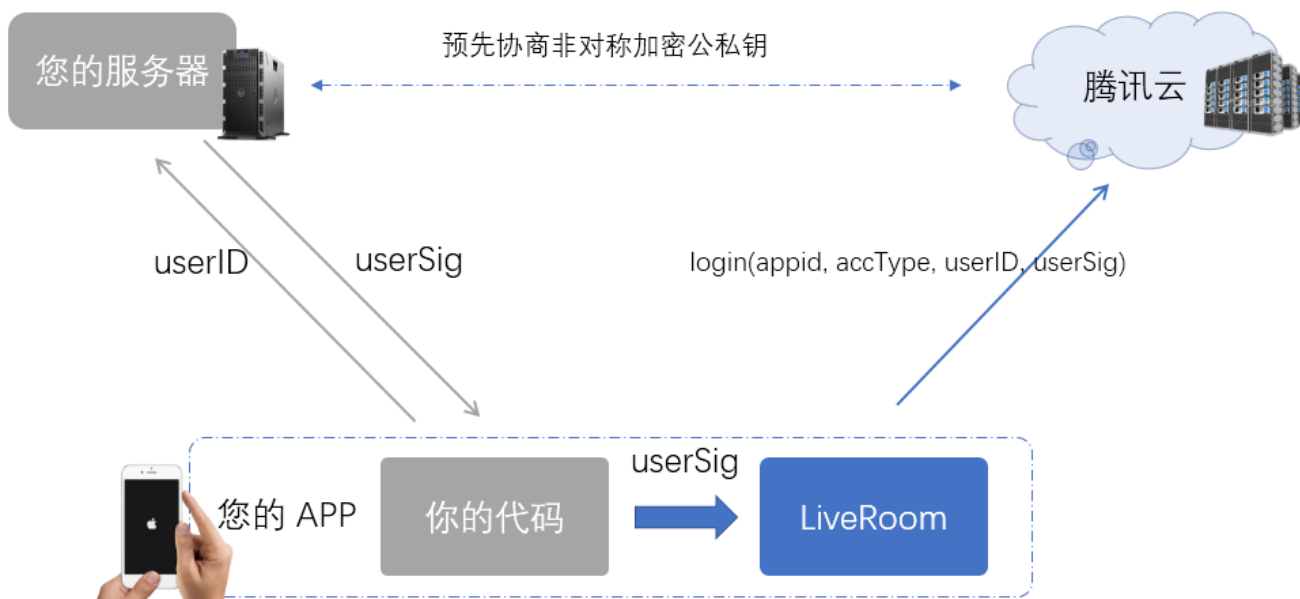 您的服务器
预先协商非对称加密公私钥
腾讯云
userID
userSig
login(appid, accType, userID, userSig)
您的 APP
你的代码
userSig
LiveRoom